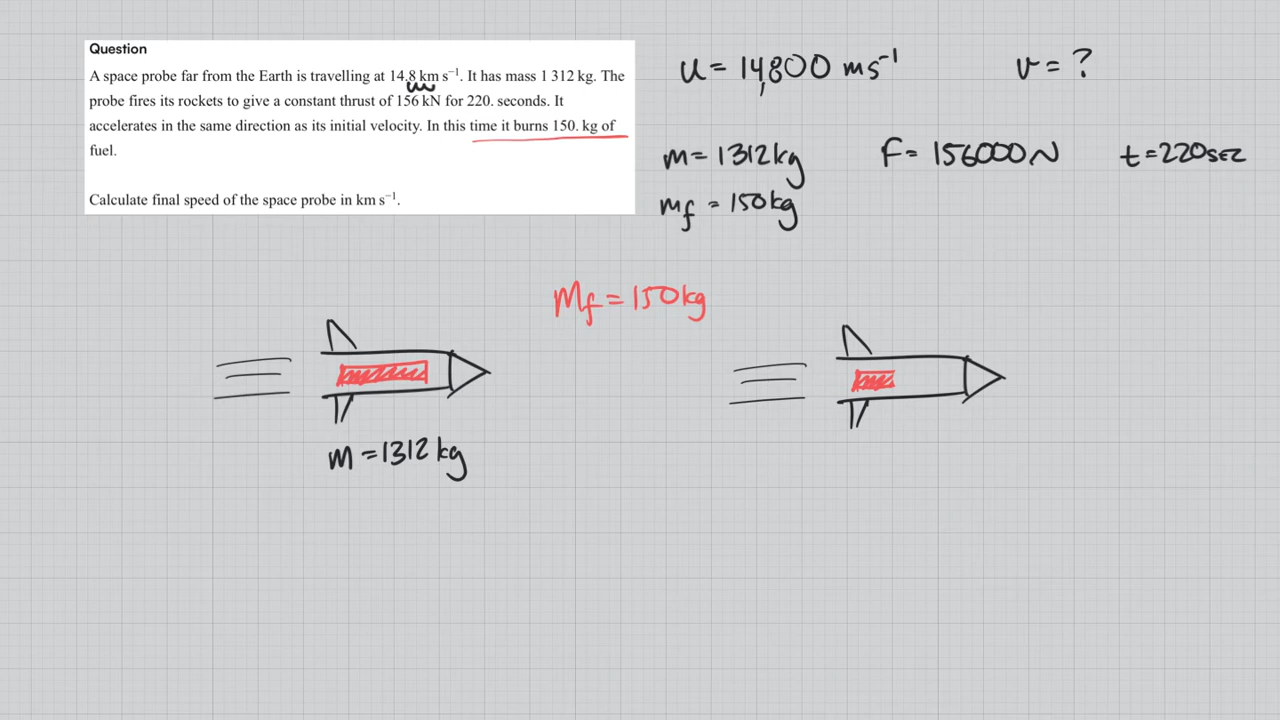 Question
A space probe far from the Earth is travelling at 14.8 km s⁻¹. It has mass 1 312 kg. The
probe fires its rockets to give a constant thrust of 156 kN for 220. seconds. It
accelerates in the same direction as its initial velocity. In this time it burns 150. kg of
fuel.
Calculate final speed of the space probe in km s⁻¹.
u = 14,800 ms⁻¹
v = ?
m = 1312kg
F = 156000N
t = 220SEC
mf = 150kg
Mf = 150kg
m = 1312 kg